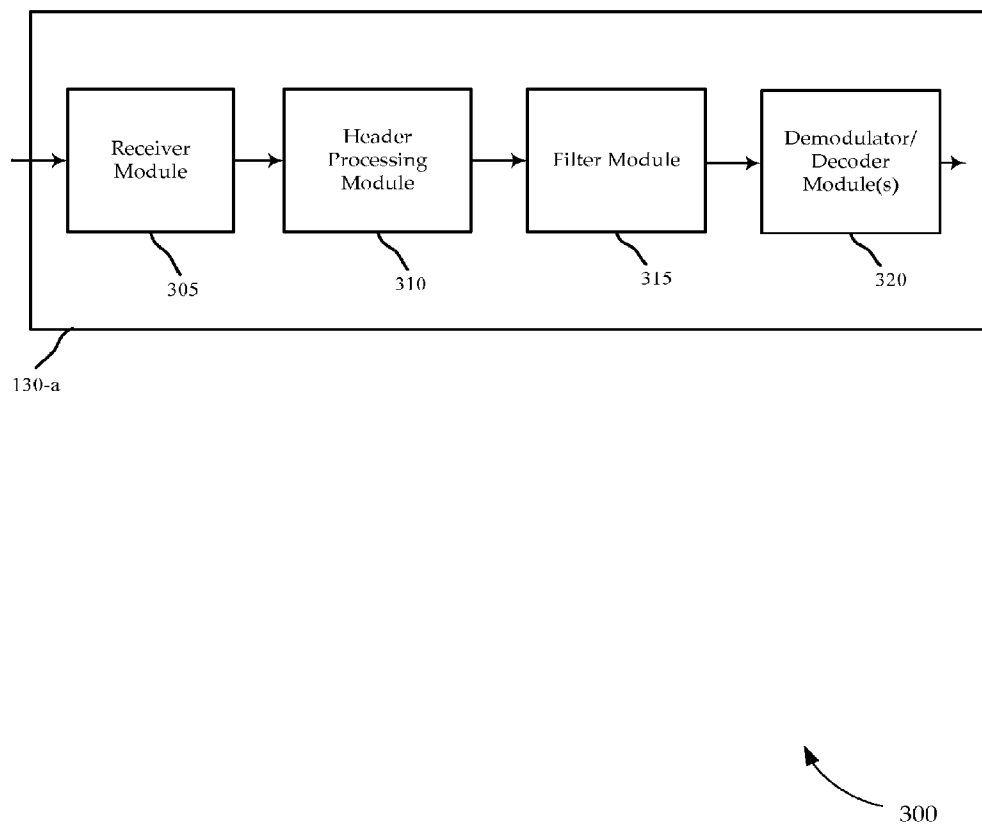 Receiver
Module
Header
Processing
Module
Filter Module
Demodulator/
Decoder
Module(s)
305
310
315
320
130-a
300